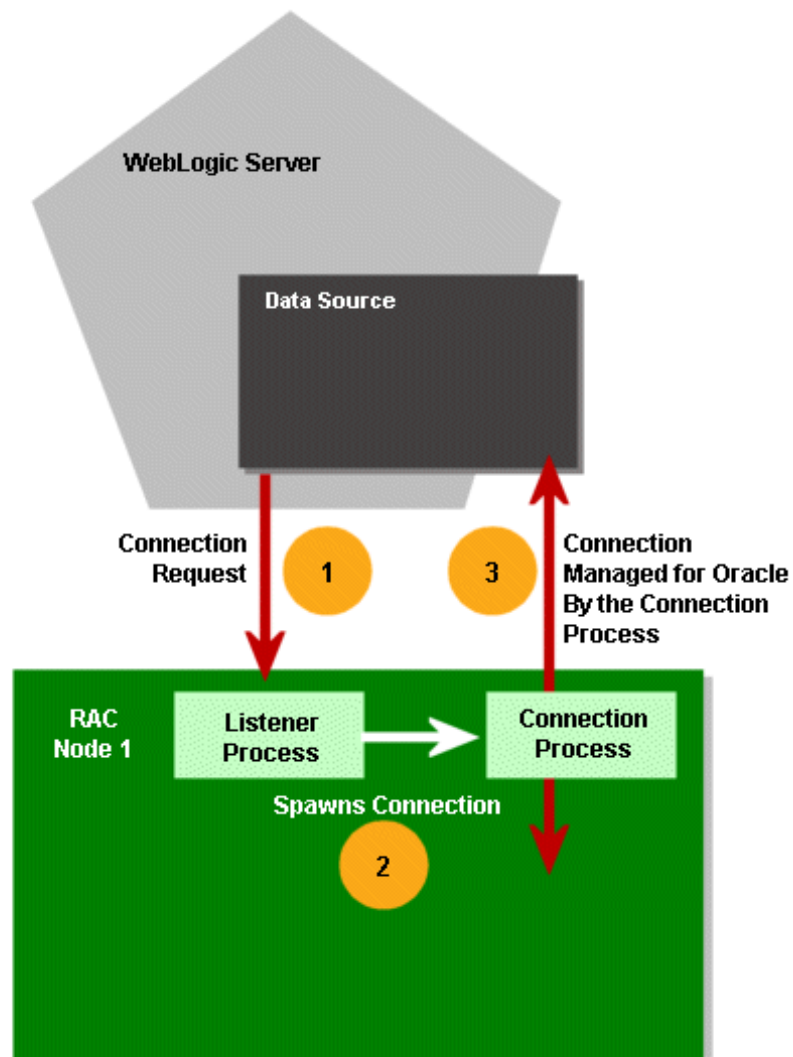 WebLogic Server
Data Source
Connection
Request
1
3
Connection
Managed for Oracle
By the Connection
Process
RAC
Node 1
Listener
Process
Connection
Process
Spawns Connection
2